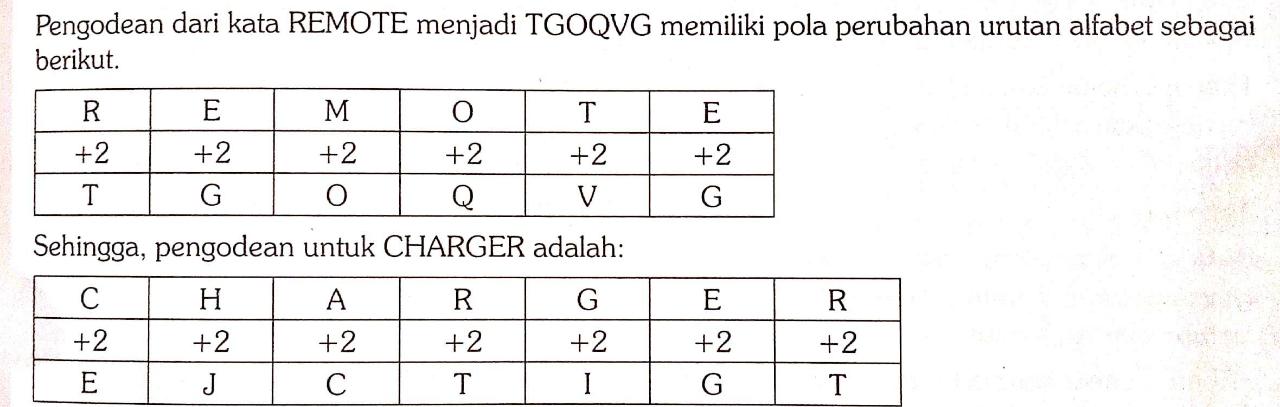 Pengodean dari kata REMOTE menjadi TGOQVG memiliki pola perubahan urutan alfabet sebagai
berikut.
R E M O T E
+2 +2 +2 +2 +2 +2
T G O Q V G
Sehingga, pengodean untuk CHARGER adalah:
C H A R G E R
+2 +2 +2 +2 +2 +2 +2
E J C T I G T